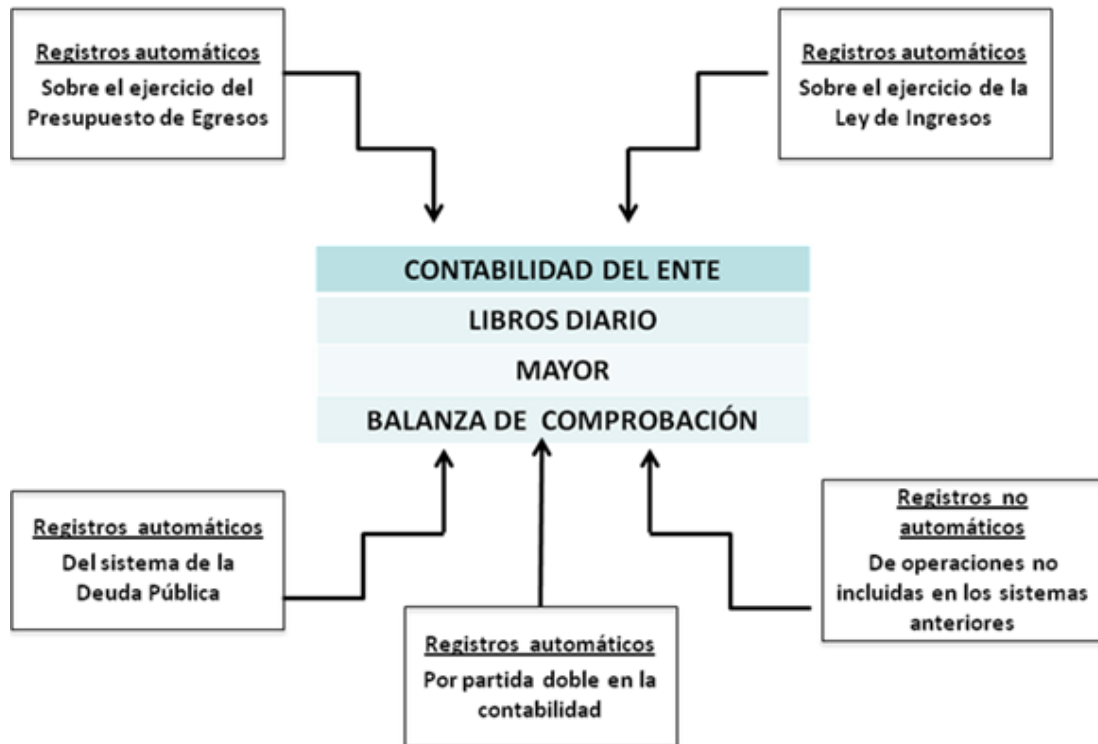 Registros automáticos
Sobre el ejercicio del
Presupuesto de Egresos
Registros automáticos
Sobre el ejercicio de la
Ley de Ingresos
CONTABILIDAD DEL ENTE
LIBROS DIARIO
MAYOR
BALANZA DE COMPROBACIÓN
Registros automáticos
Del sistema de la
Deuda Pública
Registros automáticos
Por partida doble en la
contabilidad
Registros no
automáticos
De operaciones no
incluidas en los sistemas
anteriores